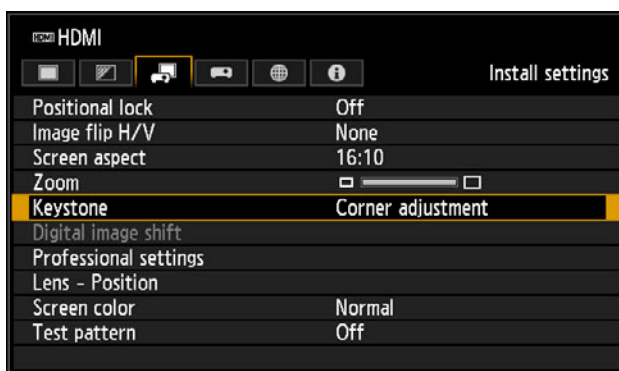 HDMI HDMI
Install settings
Positional lock Off
Image flip H/V None
Screen aspect 16:10
Zoom
Keystone Corner adjustment
Digital image shift
Professional settings
Lens - Position
Screen color Normal
Test pattern Off